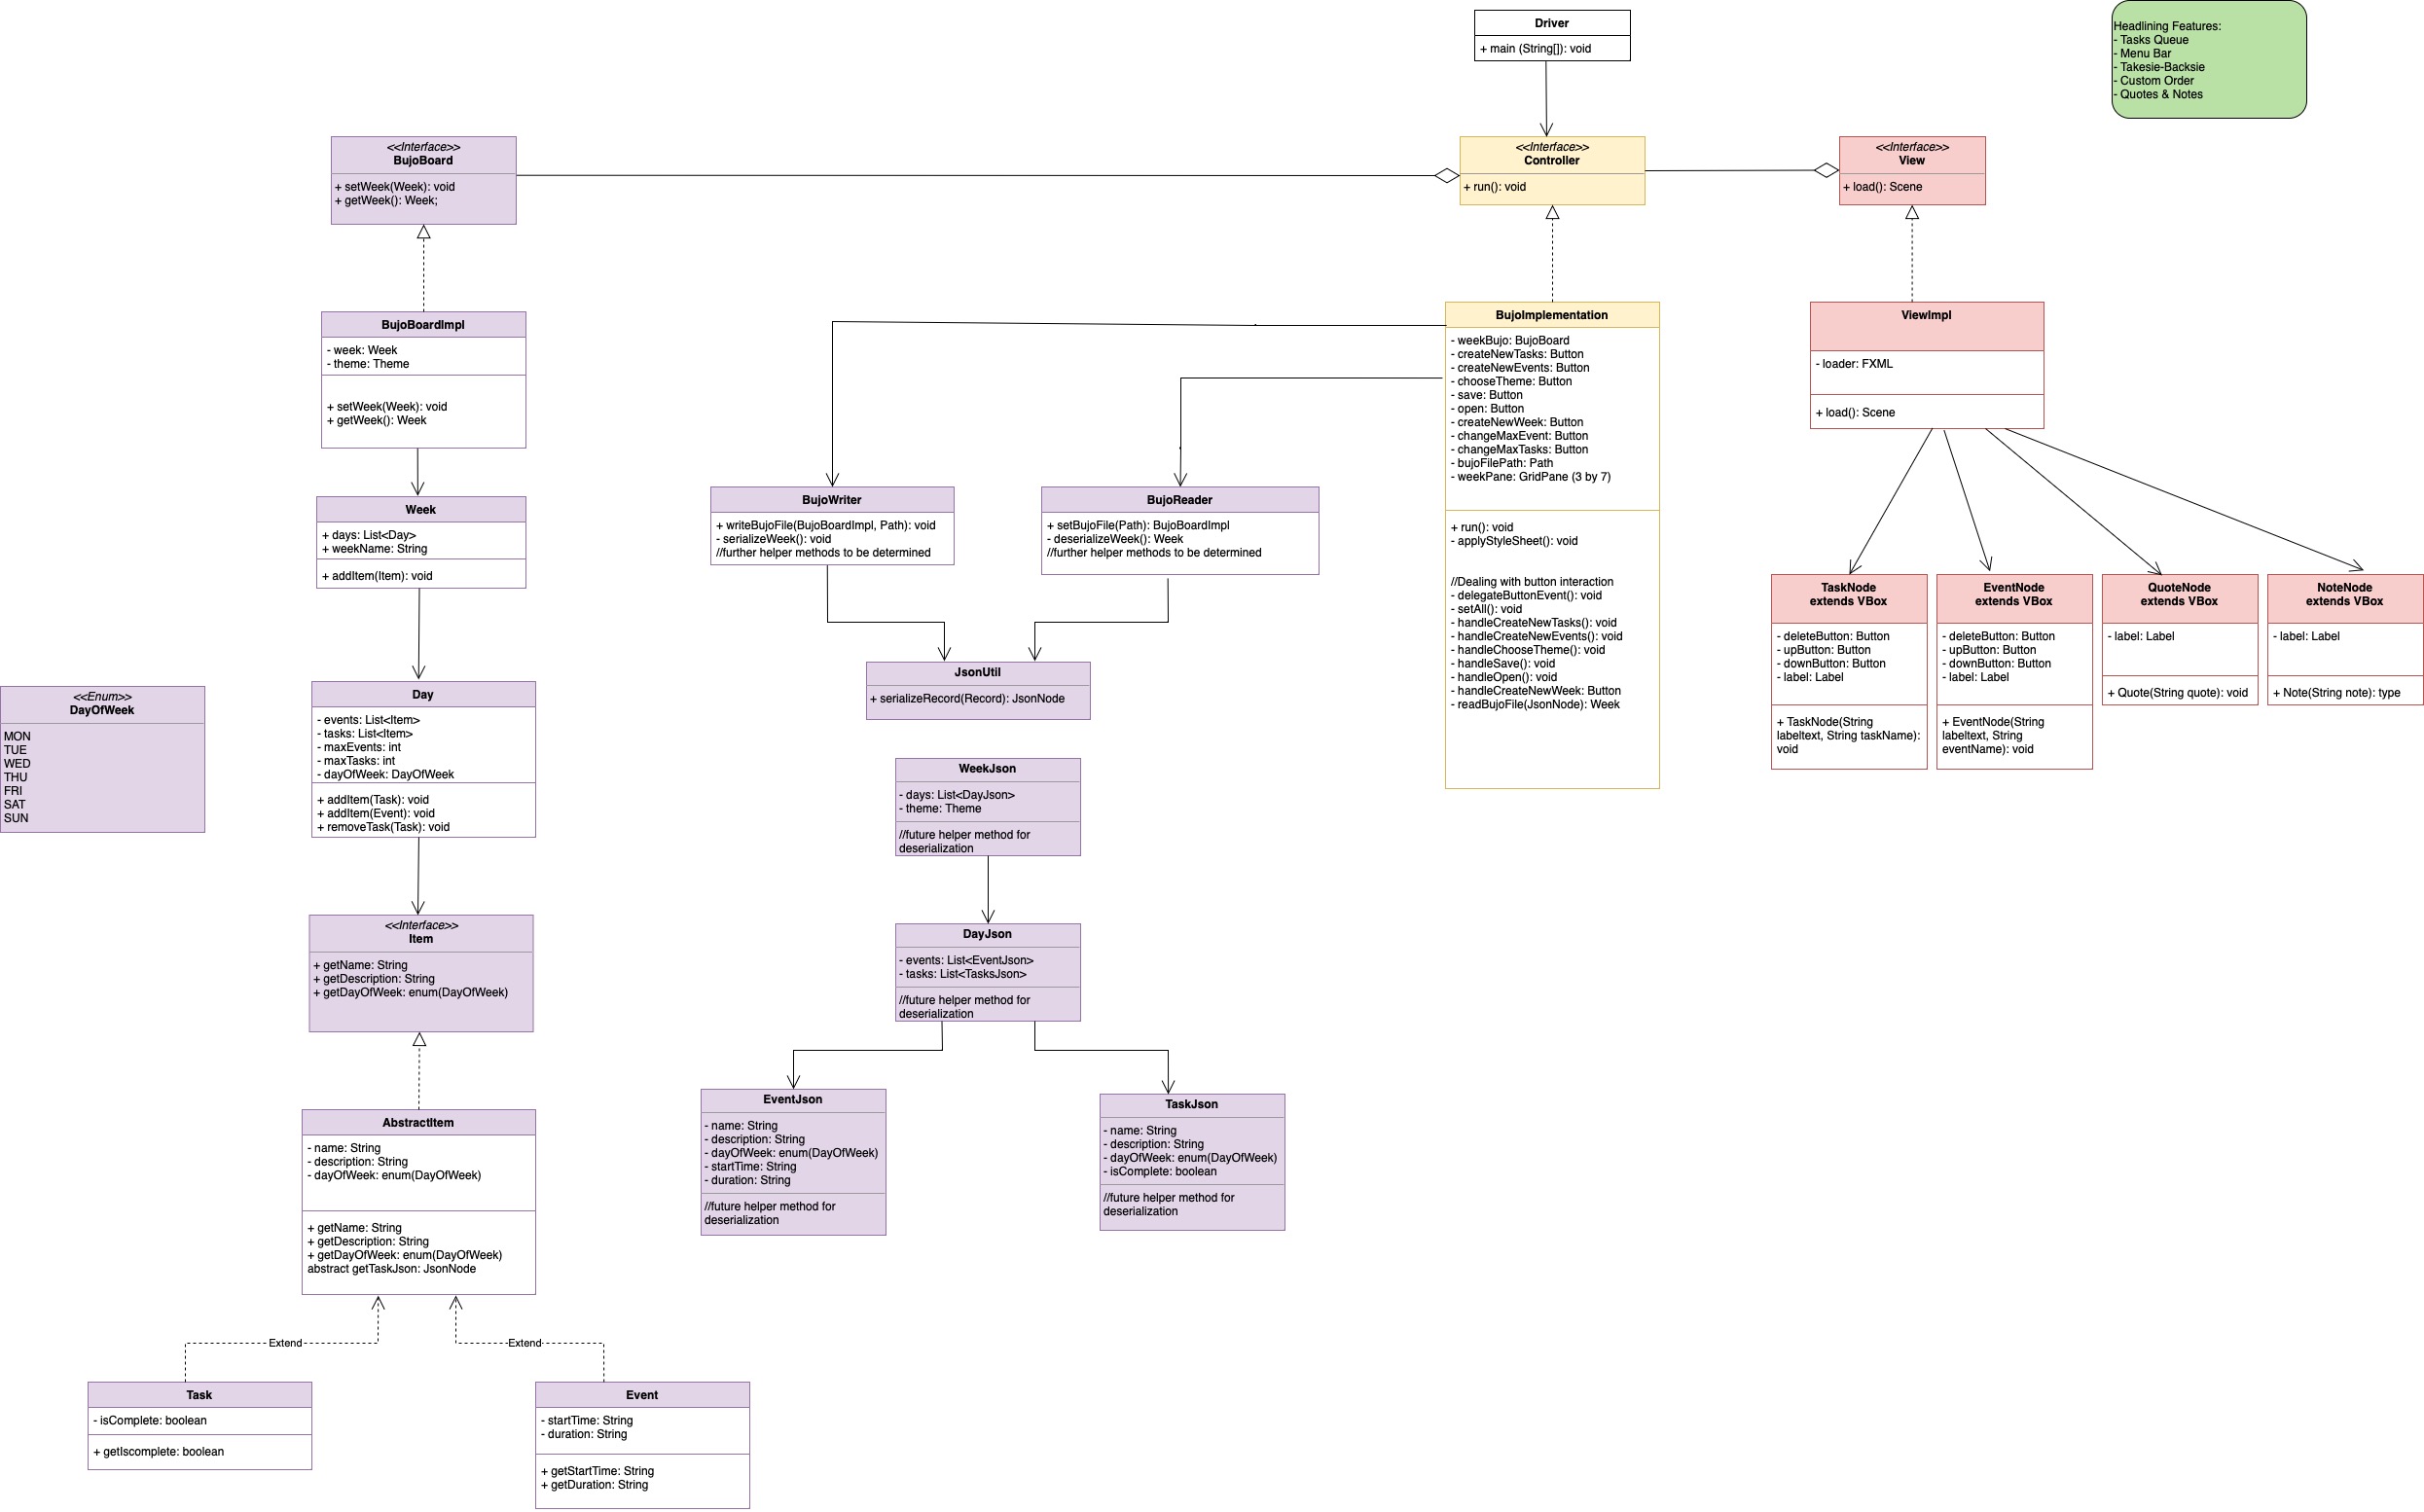 Driver
+ main (String[]): void
Headlining Features:
- Tasks Queue
- Menu Bar
- Takesie-Backsie
- Custom Order
- Quotes & Notes
<<Interface>>
BujoBoard
+ setWeek(Week): void
+ getWeek(): Week;
<<Interface>>
Controller
+ run(): void
<<Interface>>
View
+ load(): Scene
BujoBoardImpl
- week: Week
- theme: Theme
+ setWeek(Week): void
+ getWeek(): Week
BujoImplementation
- weekBujo: BujoBoard
- createNewTasks: Button
- createNewEvents: Button
- chooseTheme: Button
- save: Button
- open: Button
- createNewWeek: Button
- changeMaxEvent: Button
- changeMaxTasks: Button
- bujoFilePath: Path
- weekPane: GridPane (3 by 7)
+ run(): void
- applyStyleSheet(): void
//Dealing with button interaction
- delegateButtonEvent(): void
- setAll(): void
- handleCreateNewTasks(): void
- handleCreateNewEvents(): void
- handleChooseTheme(): void
- handleSave(): void
- handleOpen(): void
- handleCreateNewWeek: Button
- readBujoFile(JsonNode): Week
ViewImpl
- loader: FXML
+ load(): Scene
Week
+ days: List<Day>
+ weekName: String
+ addItem(Item): void
BujoWriter
+ writeBujoFile(BujoBoardImpl, Path): void
- serializeWeek(): void
//further helper methods to be determined
BujoReader
+ setBujoFile(Path): BujoBoardImpl
- deserializeWeek(): Week
//further helper methods to be determined
TaskNode
extends VBox
- deleteButton: Button
- upButton: Button
- downButton: Button
- label: Label
+ TaskNode(String
labeltext, String taskName):
void
EventNode
extends VBox
- deleteButton: Button
- upButton: Button
- downButton: Button
- label: Label
+ EventNode(String
labeltext, String
eventName): void
QuoteNode
extends VBox
- label: Label
+ Quote(String quote): void
NoteNode
extends VBox
- label: Label
+ Note(String note): type
JsonUtil
+ serializeRecord(Record): JsonNode
<<Enum>>
DayOfWeek
MON
TUE
WED
THU
FRI
SAT
SUN
Day
- events: List<Item>
- tasks: List<Item>
- maxEvents: int
- maxTasks: int
- dayOfWeek: DayOfWeek
+ addItem(Task): void
+ addItem(Event): void
+ removeTask(Task): void
WeekJson
- days: List<DayJson>
- theme: Theme
//future helper method for
deserialization
<<Interface>>
Item
+ getName: String
+ getDescription: String
+ getDayOfWeek: enum(DayOfWeek)
DayJson
- events: List<EventJson>
- tasks: List<TasksJson>
//future helper method for
deserialization
AbstractItem
- name: String
- description: String
- dayOfWeek: enum(DayOfWeek)
+ getName: String
+ getDescription: String
+ getDayOfWeek: enum(DayOfWeek)
abstract getTaskJson: JsonNode
EventJson
- name: String
- description: String
- dayOfWeek: enum(DayOfWeek)
- startTime: String
- duration: String
//future helper method for
deserialization
TaskJson
- name: String
- description: String
- dayOfWeek: enum(DayOfWeek)
- isComplete: boolean
//future helper method for
deserialization
Extend
Extend
Task
- isComplete: boolean
+ getIscomplete: boolean
Event
- startTime: String
- duration: String
+ getStartTime: String
+ getDuration: String